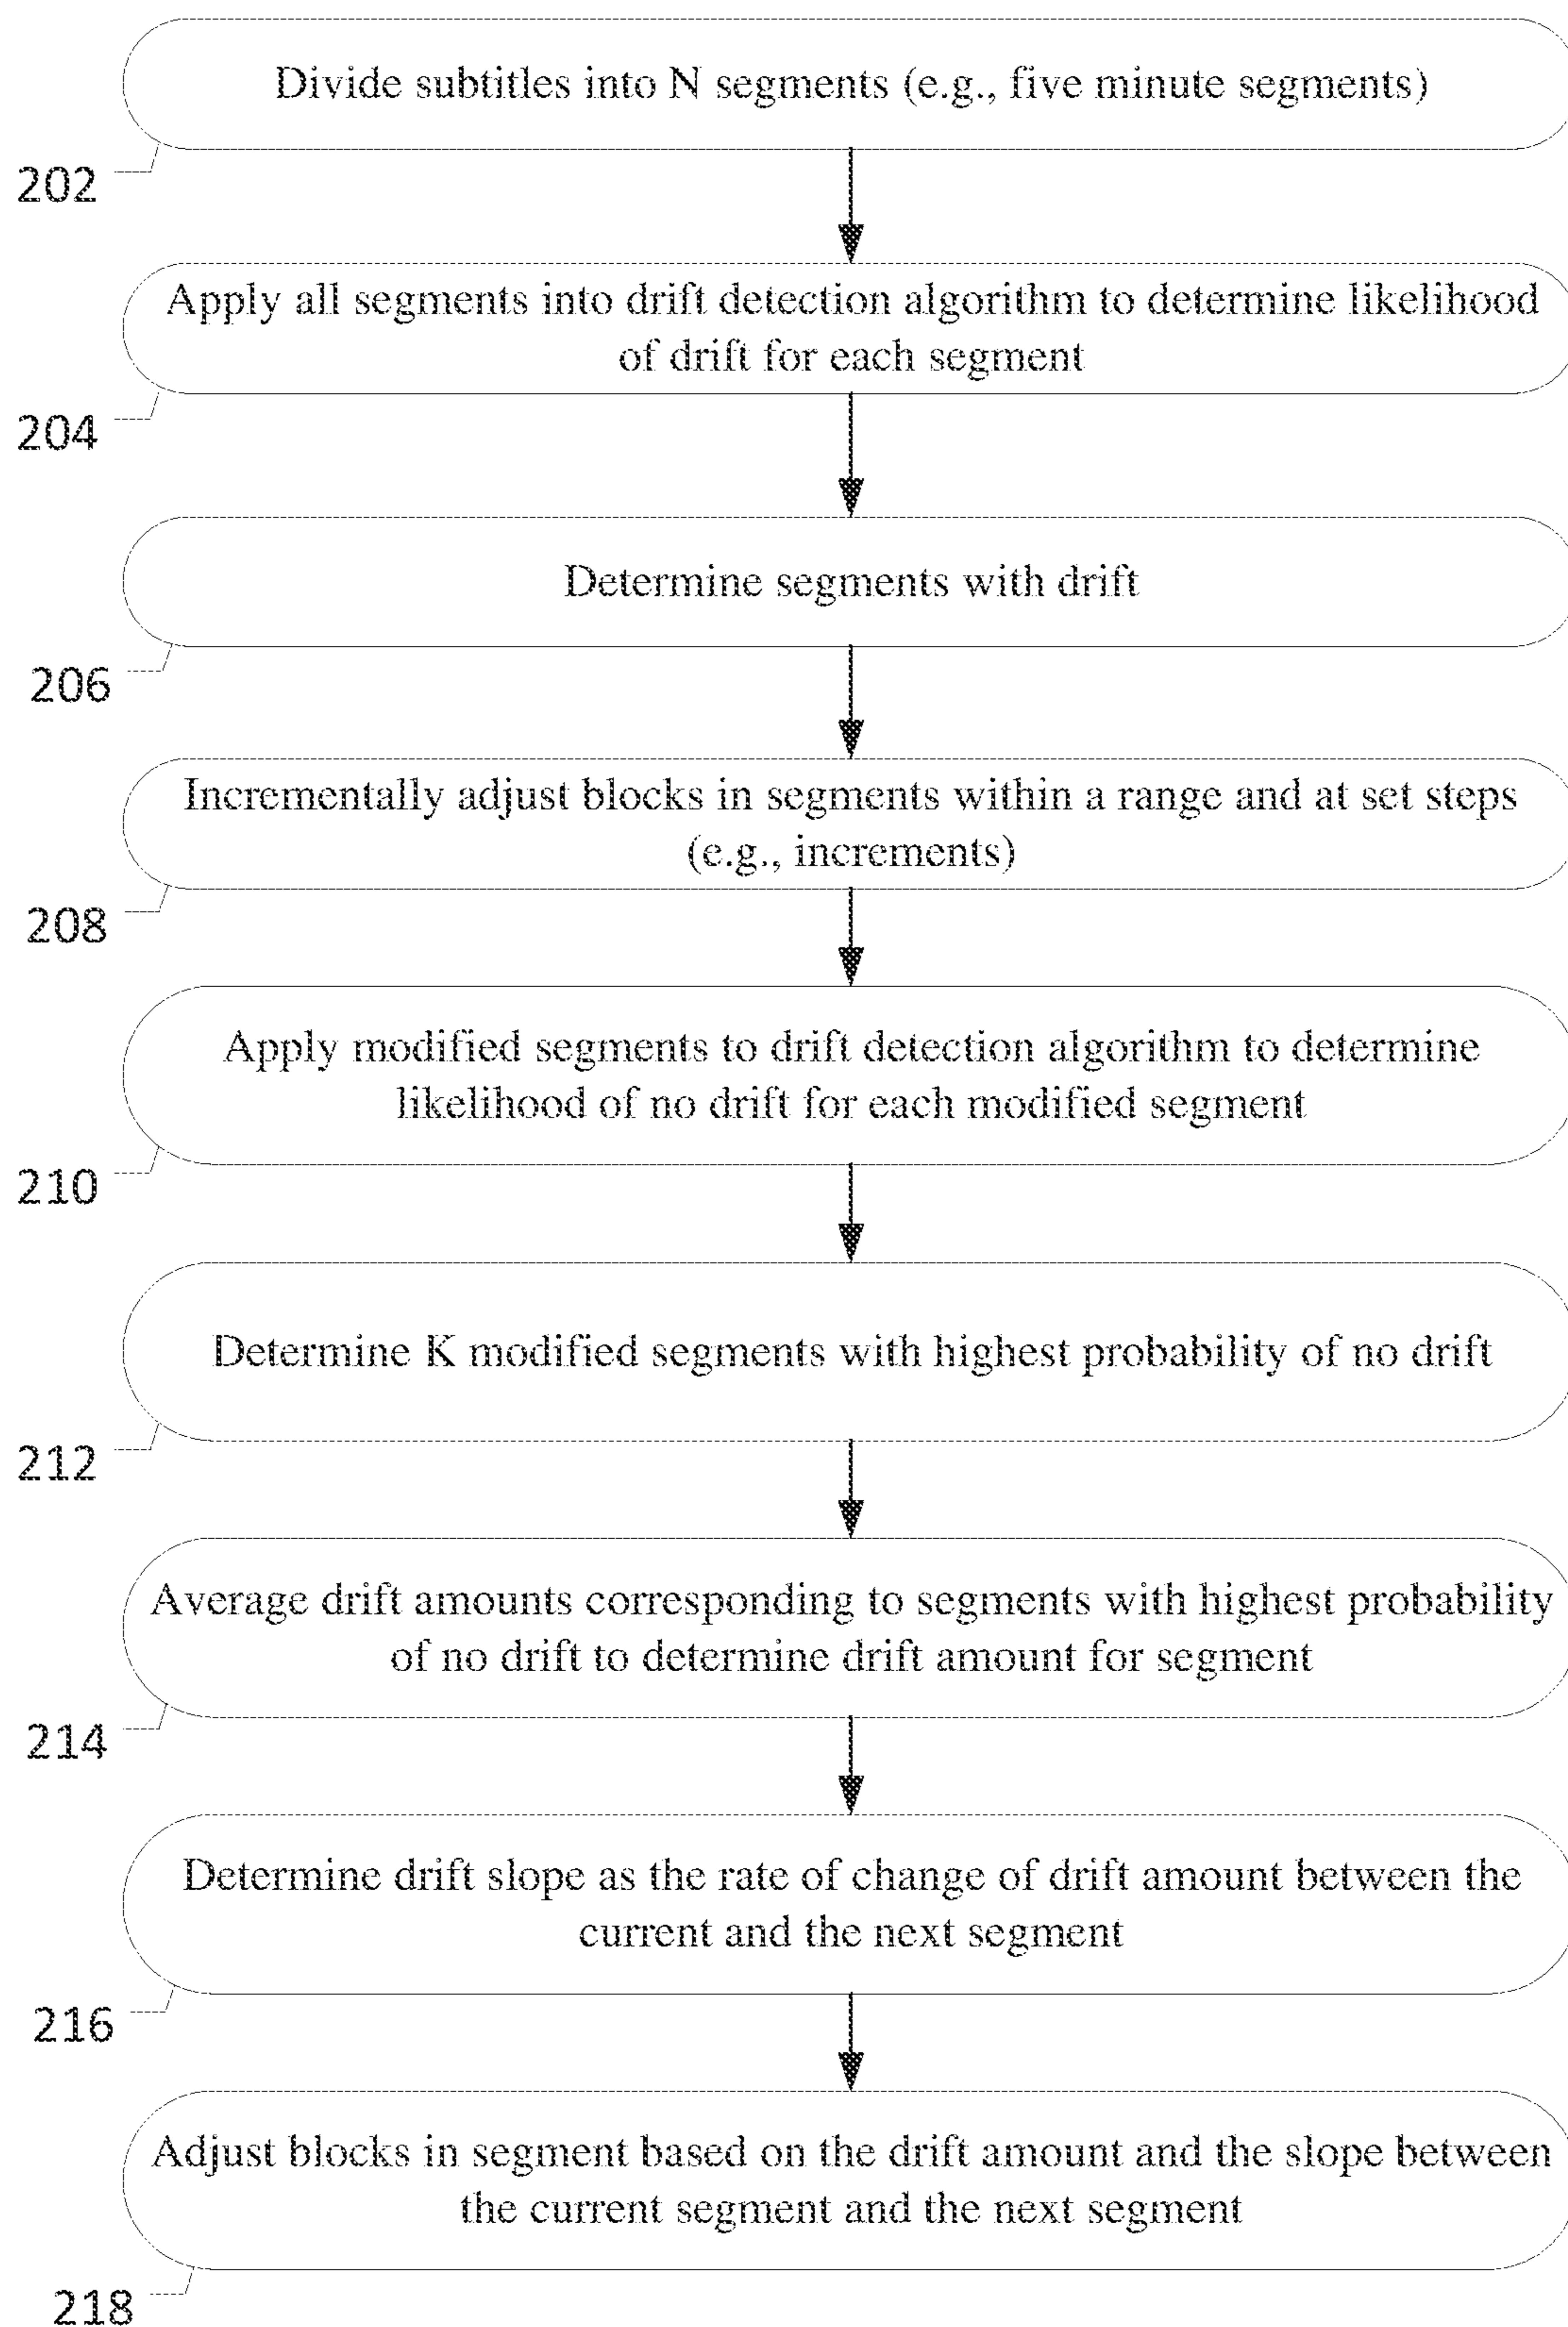 Divide subtitles into N segments (e.g., five minute segments)
202
Apply all segments into drift detection algorithm to determine likelihood
of drift for each segment
204
Determine segments with drift
206
Incrementally adjust blocks in segments within a range and at set steps
(e.g., increments)
208
Apply modified segments to drift detection algorithm to determine
likelihood of no drift for each modified segment
210
Determine K modified segments with highest probability of no drift
212
Average drift amounts corresponding to segments with highest probability
of no drift to determine drift amount for segment
214
Determine drift slope as the rate of change of drift amount between the
current and the next segment
216
Adjust blocks in segment based on the drift amount and the slope between
the current segment and the next segment
218